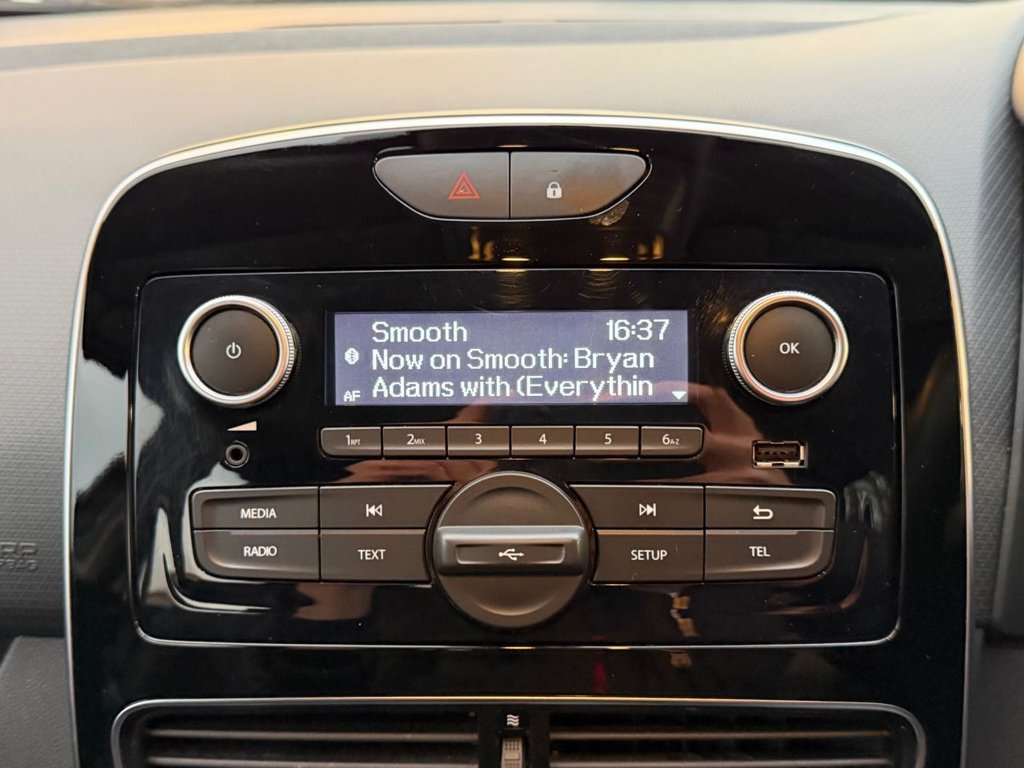 Smooth 16:37
Now on Smooth: Bryan
AF Adams with (Everythin
1RPT 2MIX 3 4 5 6A-Z
OK
MEDIA
RADIO TEXT SETUP TEL